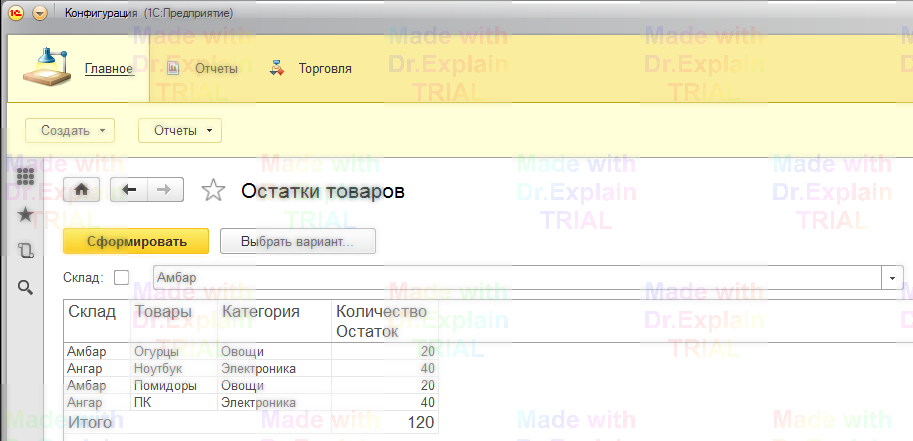 Конфигурация (1С:Предприятие)
Главное Отчеты Торговля
Создать Отчеты
Остатки товаров
Сформировать Выбрать вариант...
Склад: Амбар
Склад Товары Категория Количество Остаток
Амбар Огурцы Овощи 20
Ангар Ноутбук Электроника 40
Амбар Помидоры Овощи 20
Ангар ПК Электроника 40
Итого 120
Made with
Dr.Explain
TRIAL